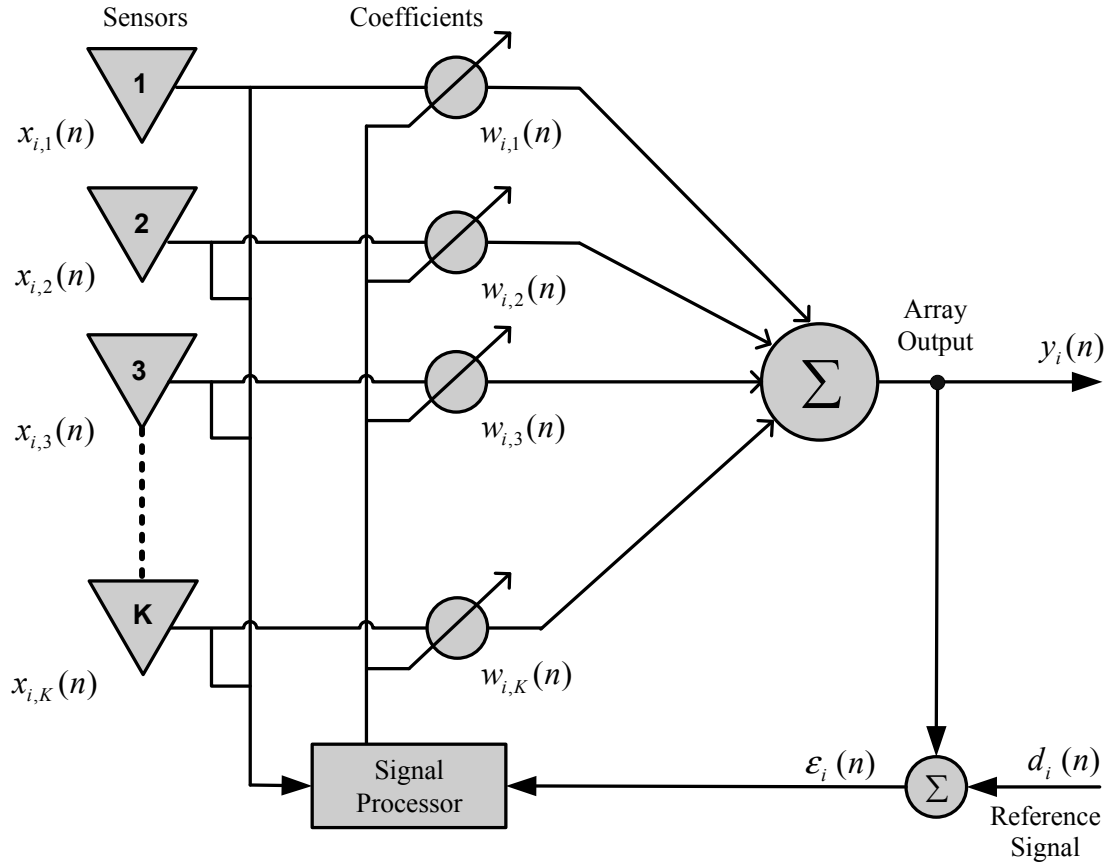 Sensors
Coefficients
1
x_{i,1}(n)
w_{i,1}(n)
2
x_{i,2}(n)
w_{i,2}(n)
3
x_{i,3}(n)
w_{i,3}(n)
Σ
Array
Output
y_i(n)
K
x_{i,K}(n)
w_{i,K}(n)
Signal
Processor
ε_i(n)
Σ
d_i(n)
Reference
Signal